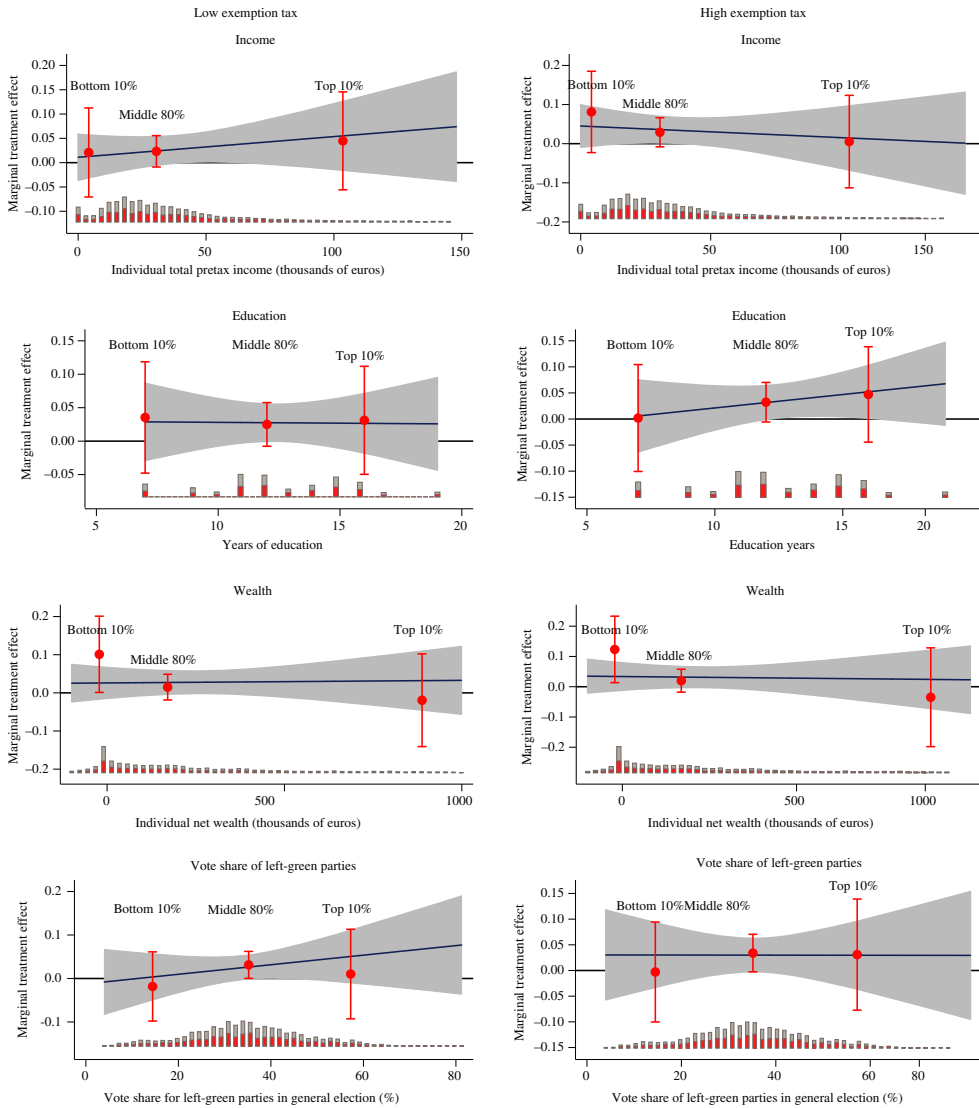 Low exemption tax
High exemption tax
Income
Marginal treatment effect
0.20
0.15
0.10
0.05
0.00
–0.05
–0.10
Bottom 10%
Middle 80%
Top 10%
0
50
100
150
Individual total pretax income (thousands of euros)
Income
Marginal treatment effect
0.20
0.1
0.0
–0.1
–0.2
Bottom 10%
Middle 80%
Top 10%
0
50
100
150
Individual total pretax income (thousands of euros)
Education
Marginal treatment effect
0.15
0.10
0.05
0.00
–0.05
Bottom 10%
Middle 80%
Top 10%
5
10
15
20
Years of education
Education
Marginal treatment effect
0.15
0.10
0.05
0.00
–0.05
–0.10
–0.15
Bottom 10%
Middle 80%
Top 10%
5
10
15
20
Education years
Wealth
Marginal treatment effect
0.2
0.1
0.0
–0.1
–0.2
Bottom 10%
Middle 80%
Top 10%
0
500
1000
Individual net wealth (thousands of euros)
Wealth
Marginal treatment effect
0.2
0.1
0.0
–0.1
–0.2
Bottom 10%
Middle 80%
Top 10%
0
500
1000
Individual net wealth (thousands of euros)
Vote share of left-green parties
Marginal treatment effect
0.2
0.1
0.0
–0.1
Bottom 10%
Middle 80%
Top 10%
0
20
40
60
80
Vote share for left-green parties in general election (%)
Vote share of left-green parties
Marginal treatment effect
0.15
0.10
0.05
0.00
–0.05
–0.10
–0.15
Bottom 10%
Middle 80%
Top 10%
0
20
40
60
80
Vote share of left-green parties in general election (%)